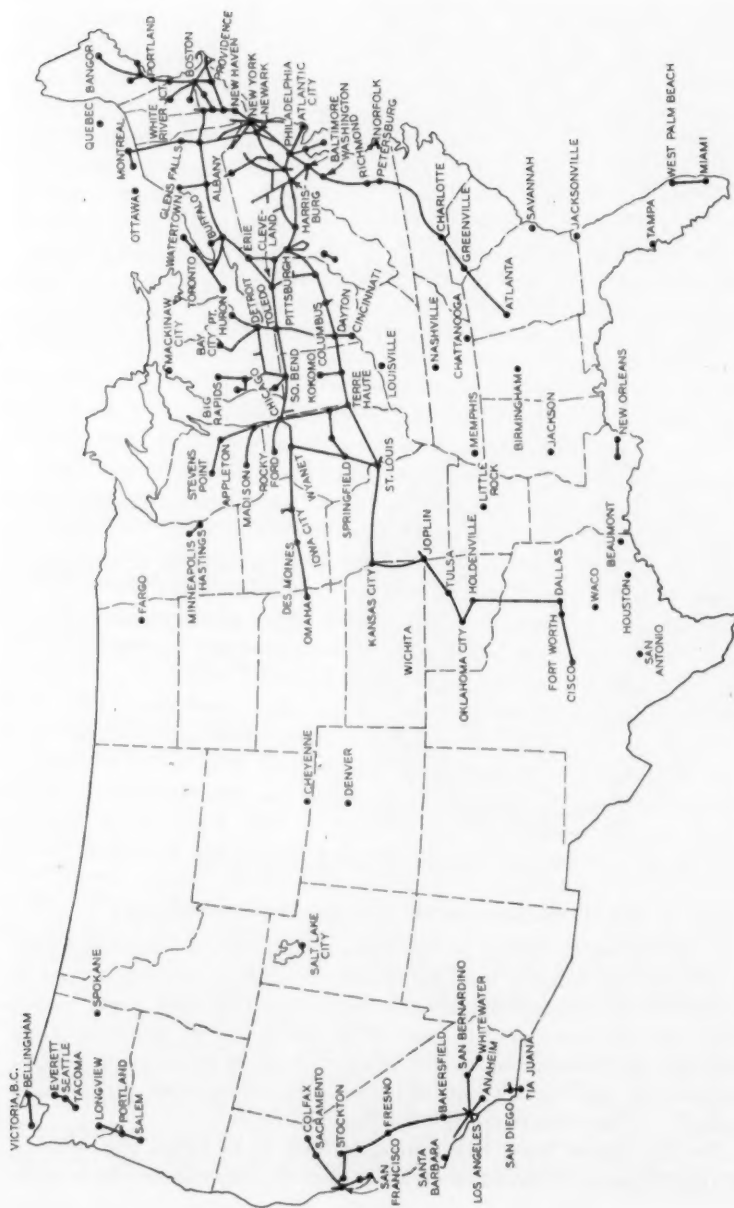 VICTORIA, B.C.
BELLINGHAM
EVERETT
SEATTLE
TACOMA
SPOKANE
LONGVIEW
PORTLAND
SALEM
COLFAX
SACRAMENTO
STOCKTON
SAN
FRANCISCO
FRESNO
SANTA
BARBARA
BAKERSFIELD
LOS ANGELES
SAN BERNARDINO
WHITEWATER
ANAHEIM
SAN DIEGO
TIA JUANA
SALT LAKE
CITY
CHEYENNE
DENVER
FARGO
MINNEAPOLIS
HASTINGS
DES MOINES
OMAHA
IOWA CITY
WYANET
KANSAS CITY
WICHITA
JOPLIN
TULSA
OKLAHOMA CITY
HOLDENVILLE
FORT WORTH
DALLAS
CISCO
WACO
SAN
ANTONIO
HOUSTON
BEAUMONT
STEVENS
POINT
APPLETON
MADISON
ROCKY
FORD
SPRINGFIELD
ST. LOUIS
LITTLE
ROCK
MEMPHIS
JACKSON
BIRMINGHAM
NEW ORLEANS
MACKINAW
CITY
BIG
RAPIDS
BAY
CITY
PT.
HURON
DETROIT
TOLEDO
CHICAGO
SO. BEND
KOKOMO
TERRE
HAUTE
COLUMBUS
DAYTON
CINCINNATI
LOUISVILLE
NASHVILLE
CHATTANOOGA
ATLANTA
PITTSBURGH
CLEVE-
LAND
ERIE
BUFFALO
TORONTO
WATERTOWN
OTTAWA
MONTREAL
QUEBEC
BANGOR
GLENS FALLS
ALBANY
WHITE
RIVER JCT.
PORTLAND
BOSTON
PROVIDENCE
NEW HAVEN
NEW YORK
NEWARK
HARRIS-
BURG
PHILADELPHIA
ATLANTIC
CITY
BALTIMORE
WASHINGTON
RICHMOND
NORFOLK
PETERSBURG
CHARLOTTE
GREENVILLE
SAVANNAH
JACKSONVILLE
TAMPA
WEST PALM BEACH
MIAMI